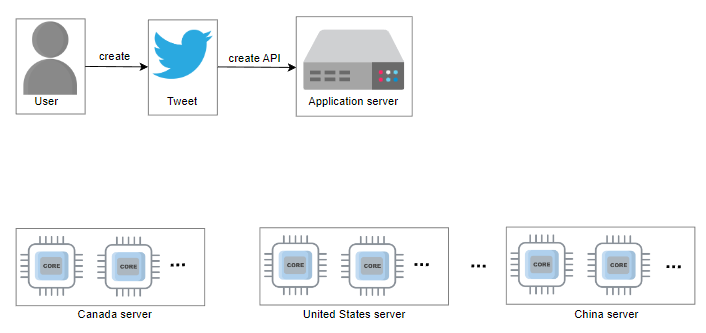 create
create API
User
Tweet
Application server
CORE
CORE
...
CORE
CORE
...
...
CORE
CORE
...
Canada server
United States server
China server